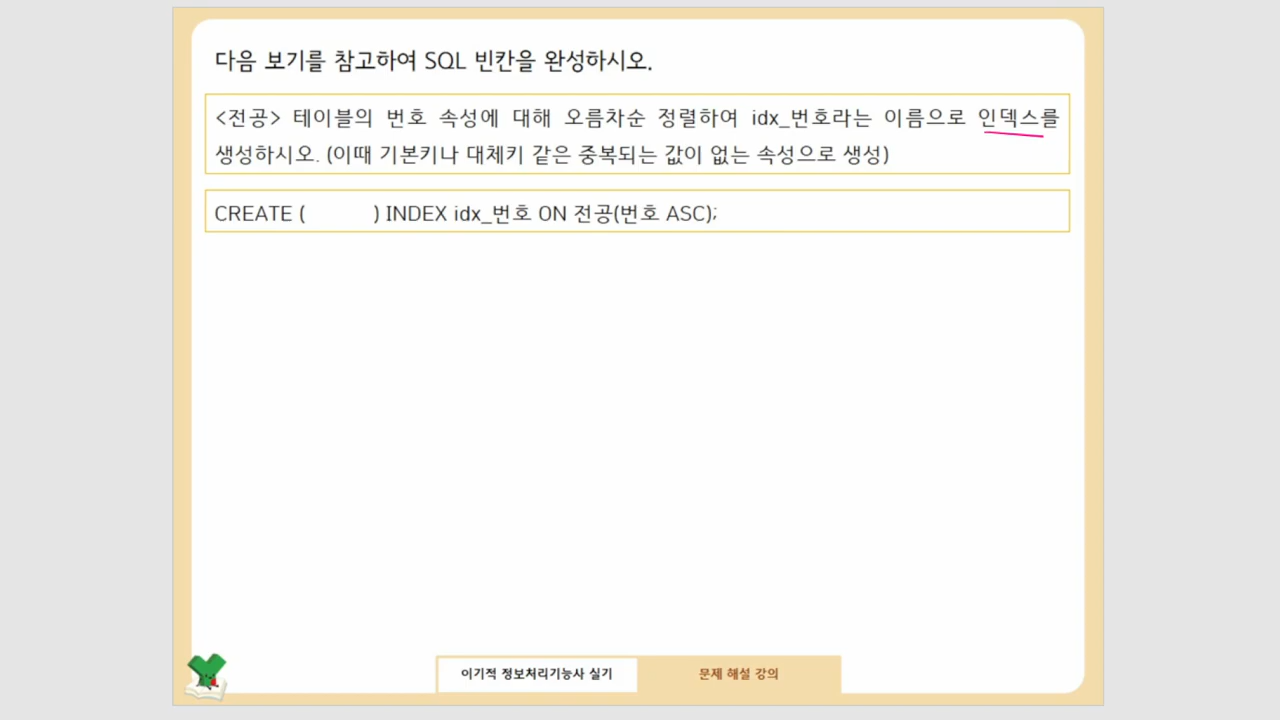 다음 보기를 참고하여 SQL 빈칸을 완성하시오.
<전공> 테이블의 번호 속성에 대해 오름차순 정렬하여 idx_번호라는 이름으로 인덱스를
생성하시오. (이때 기본키나 대체키 같은 중복되는 값이 없는 속성으로 생성)
CREATE ( ) INDEX idx_번호 ON 전공(번호 ASC);
이기적 정보처리기능사 실기
문제 해설 강의